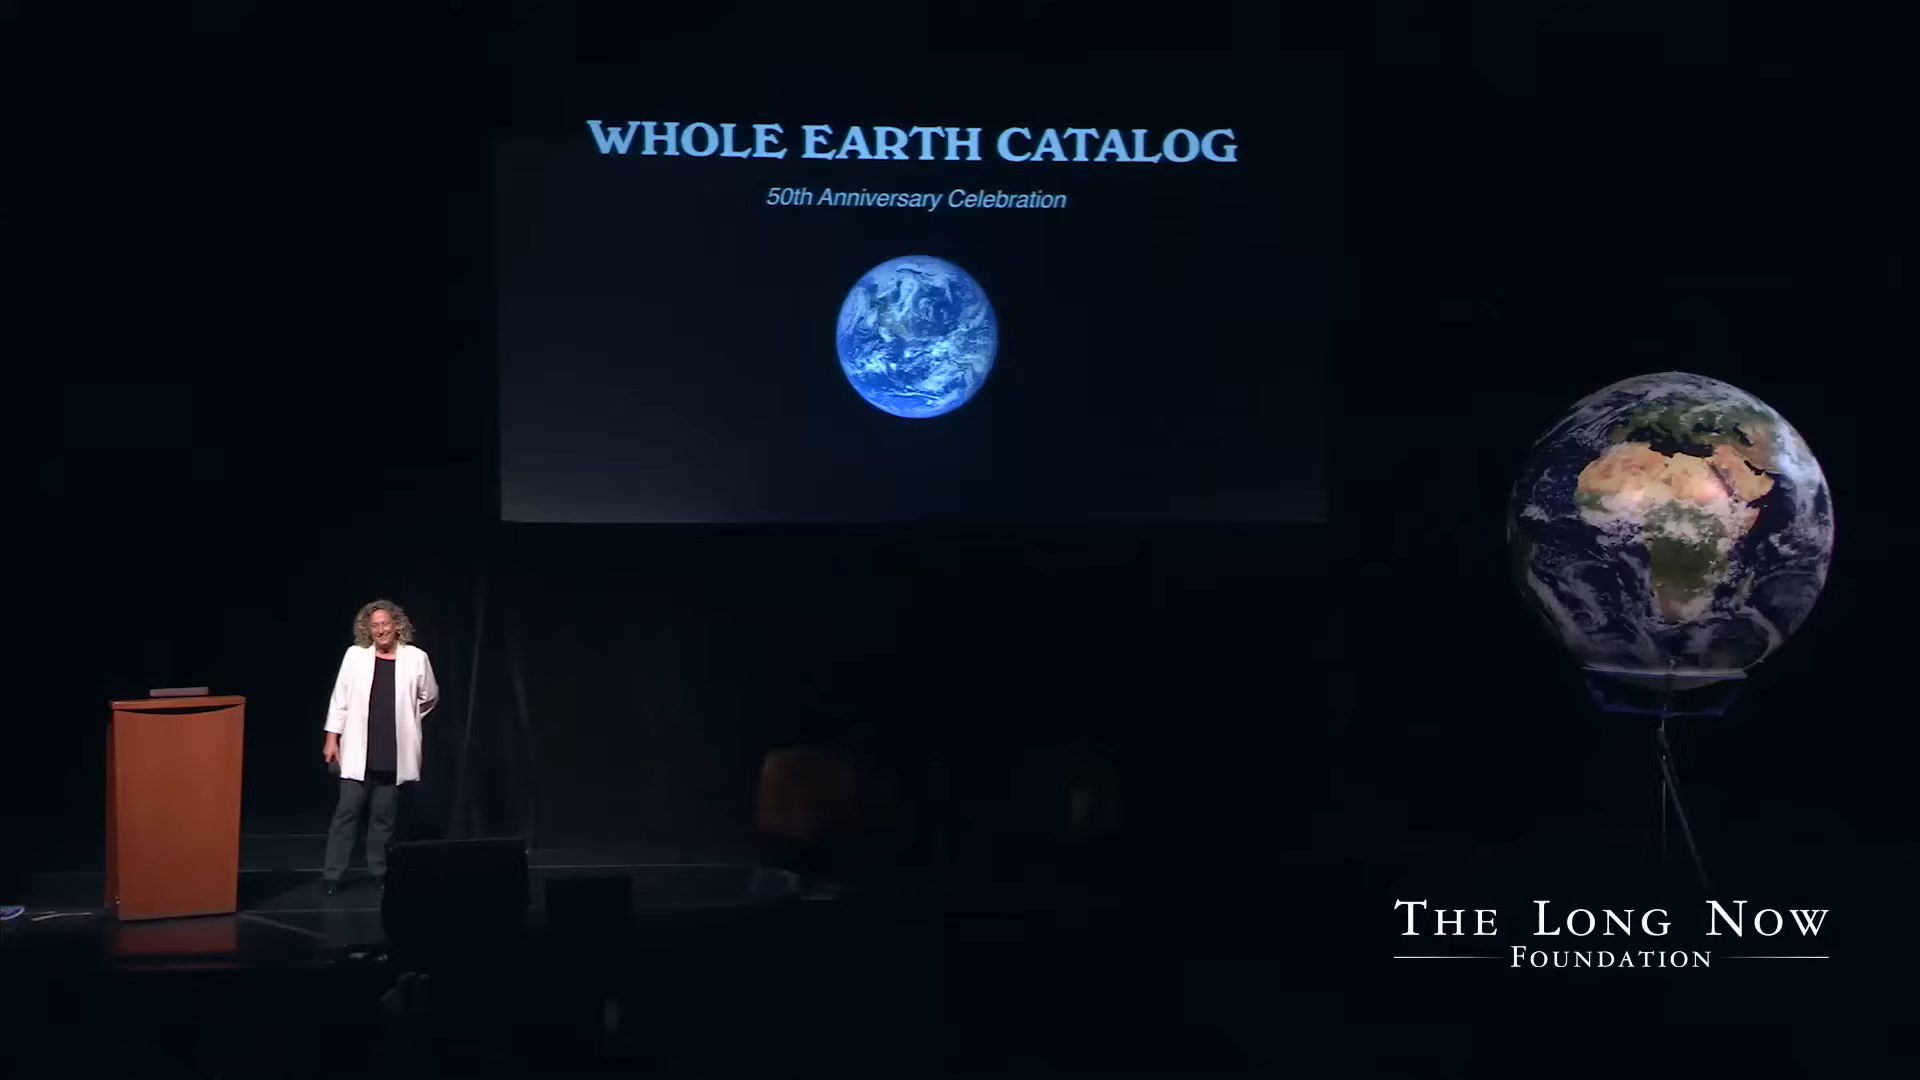 WHOLE EARTH CATALOG
50th Anniversary Celebration
THE LONG NOW
FOUNDATION